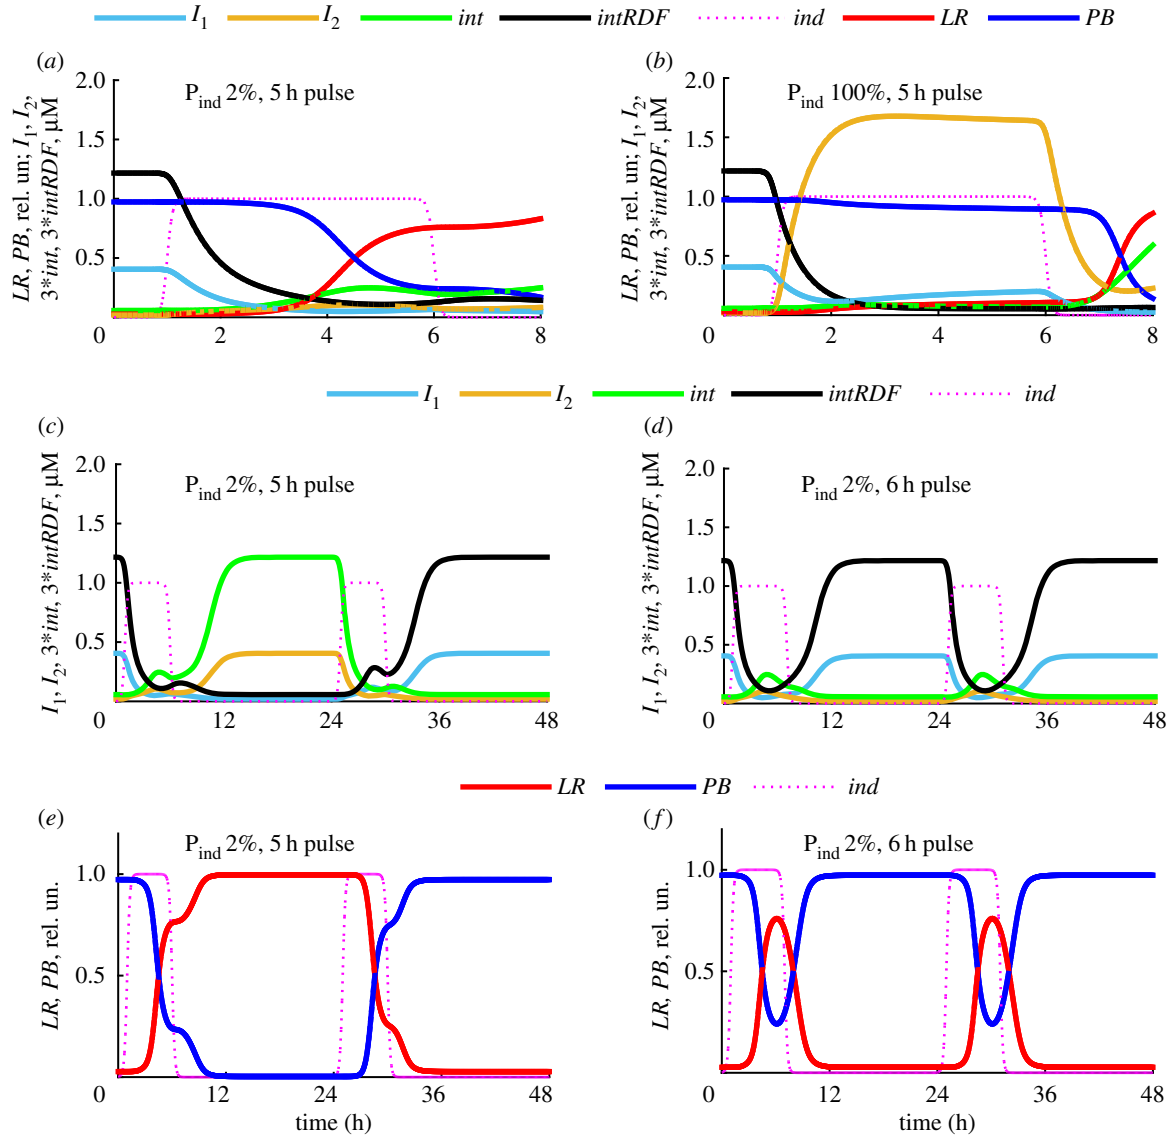 I1 I2 int intRDF ind LR PB
(a) (b)
Pind 2%, 5 h pulse
Pind 100%, 5 h pulse
LR, PB, rel. un; I1, I2,
3*int, 3*intRDF, µM
2.0
1.5
1.0
0.5
0 2 4 6 8
LR, PB, rel. un; I1, I2,
3*int, 3*intRDF, µM
2.0
1.5
1.0
0.5
0 2 4 6 8
I1 I2 int intRDF ind
(c) (d)
Pind 2%, 5 h pulse
Pind 2%, 6 h pulse
I1, I2, 3*int, 3*intRDF, µM
2.0
1.5
1.0
0.5
0 12 24 36 48
I1, I2, 3*int, 3*intRDF, µM
2.0
1.5
1.0
0.5
0 12 24 36 48
LR PB ind
(e) (f)
Pind 2%, 5 h pulse
Pind 2%, 6 h pulse
LR, PB, rel. un.
1.0
0.5
0 12 24 36 48
time (h)
LR, PB, rel. un.
1.0
0.5
0 12 24 36 48
time (h)